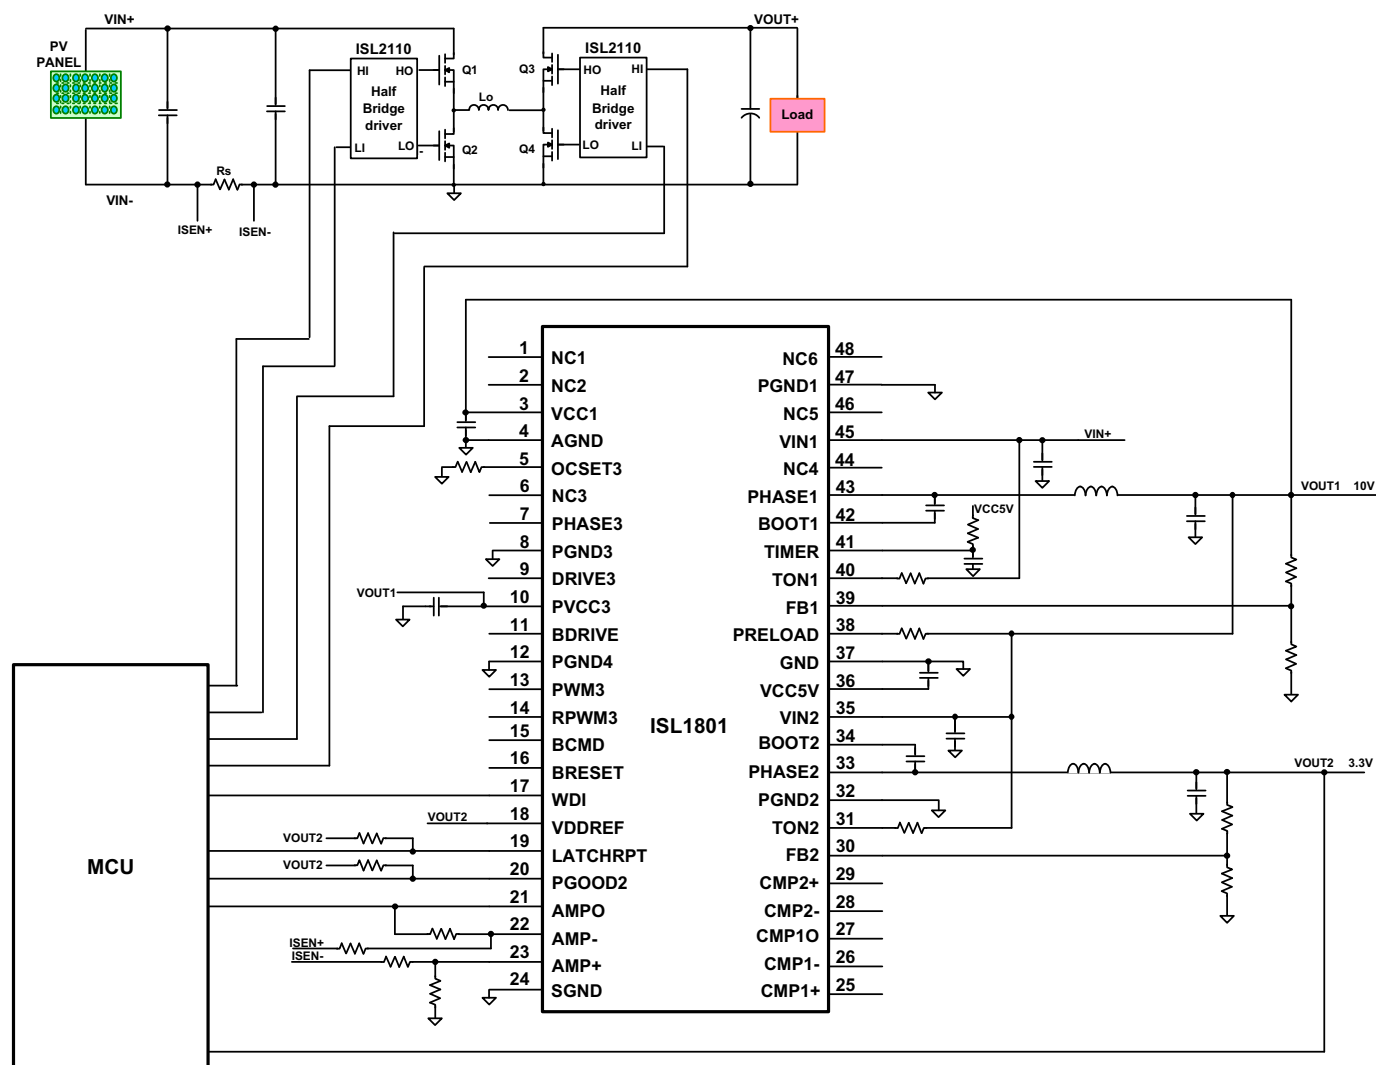 VIN+
PV
PANEL
ISL2110
HI
HO
Half
Bridge
driver
LI
LO
-
Q1
Q2
Lo
Q3
Q4
ISL2110
HO
HI
Half
Bridge
driver
LO
LI
VOUT+
Load
VIN-
Rs
ISEN+
ISEN-
1
NC1
2
NC2
3
VCC1
4
AGND
5
OCSET3
6
NC3
7
PHASE3
8
PGND3
9
DRIVE3
VOUT1
10
PVCC3
11
BDRIVE
12
PGND4
13
PWM3
14
RPWM3
15
BCMD
16
BRESET
17
WDI
VOUT2
18
VDDREF
VOUT2
19
LATCHRPT
VOUT2
20
PGOOD2
21
AMPO
22
AMP-
ISEN+
ISEN-
23
AMP+
24
SGND
ISL1801
NC6
48
PGND1
47
NC5
46
VIN1
45
VIN+
NC4
44
PHASE1
43
VOUT1 10V
BOOT1
42
VCC5V
TIMER
41
TON1
40
FB1
39
PRELOAD
38
GND
37
VCC5V
36
VIN2
35
BOOT2
34
PHASE2
33
VOUT2 3.3V
PGND2
32
TON2
31
FB2
30
CMP2+
29
CMP2-
28
CMP1O
27
CMP1-
26
CMP1+
25
MCU